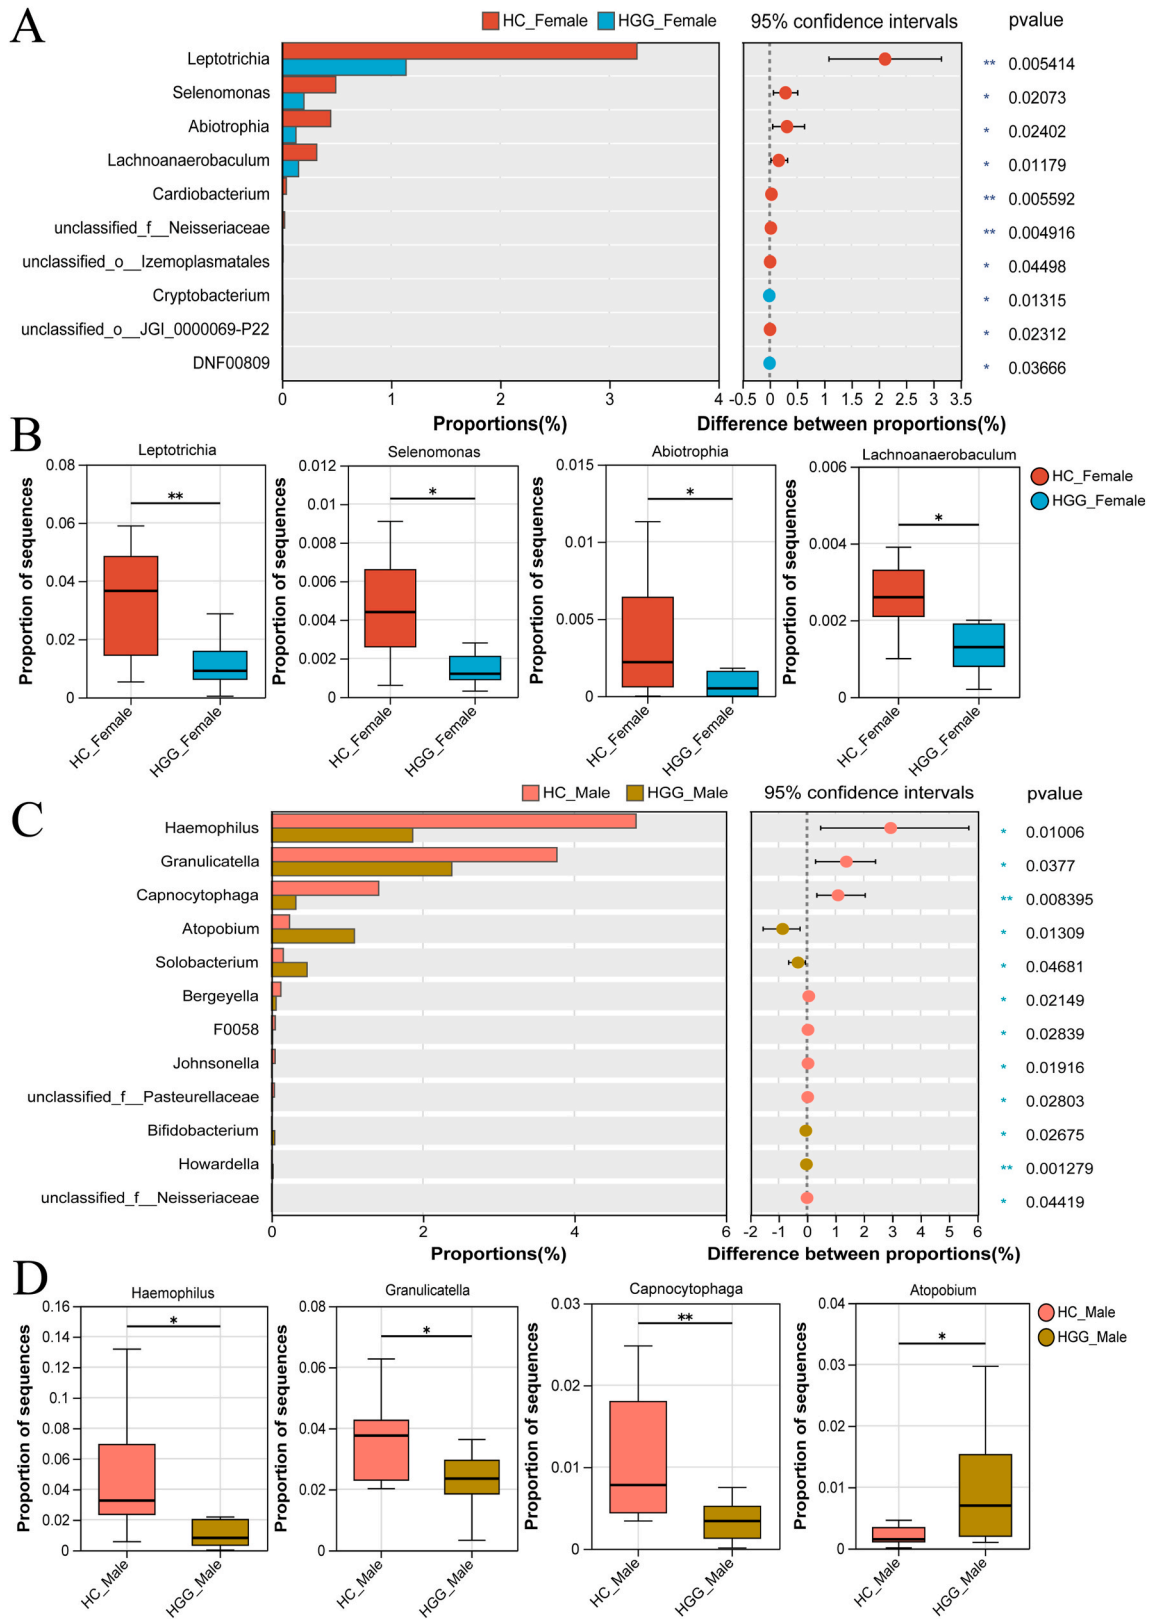 A
HC_Female HGG_Female 95% confidence intervals pvalue
Leptotrichia ** 0.005414
Selenomonas * 0.02073
Abiotrophia * 0.02402
Lachnoanaerobaculum * 0.01179
Cardiobacterium ** 0.005592
unclassified_f__Neisseriaceae ** 0.004916
unclassified_o__Izemoplasmatales * 0.04498
Cryptobacterium * 0.01315
unclassified_o__JGI_0000069-P22 * 0.02312
DNF00809 * 0.03666
0 1 2 3 4 -0.5 0 0.5 1 1.5 2 2.5 3 3.5
Proportions(%) Difference between proportions(%)
B
Leptotrichia
Proportion of sequences
0.08
0.06
0.04
0.02
0
**
HC_Female HGG_Female
Selenomonas
Proportion of sequences
0.012
0.01
0.008
0.006
0.004
0.002
0
*
HC_Female HGG_Female
Abiotrophia
Proportion of sequences
0.015
0.01
0.005
0
*
HC_Female HGG_Female
Lachnoanaerobaculum
Proportion of sequences
0.006
0.004
0.002
0
*
HC_Female HGG_Female
HC_Female
HGG_Female
C
HC_Male HGG_Male 95% confidence intervals pvalue
Haemophilus * 0.01006
Granulicatella * 0.0377
Capnocytophaga ** 0.008395
Atopobium * 0.01309
Solobacterium * 0.04681
Bergeyella * 0.02149
F0058 * 0.02839
Johnsonella * 0.01916
unclassified_f__Pasteurellaceae * 0.02803
Bifidobacterium * 0.02675
Howardella ** 0.001279
unclassified_f__Neisseriaceae * 0.04419
0 2 4 6 -2 -1 0 1 2 3 4 5 6
Proportions(%) Difference between proportions(%)
D
Haemophilus
Proportion of sequences
0.16
0.14
0.12
0.1
0.08
0.06
0.04
0.02
0
*
HC_Male HGG_Male
Granulicatella
Proportion of sequences
0.08
0.06
0.04
0.02
0
*
HC_Male HGG_Male
Capnocytophaga
Proportion of sequences
0.03
0.02
0.01
0
**
HC_Male HGG_Male
Atopobium
Proportion of sequences
0.04
0.03
0.02
0.01
0
*
HC_Male HGG_Male
HC_Male
HGG_Male